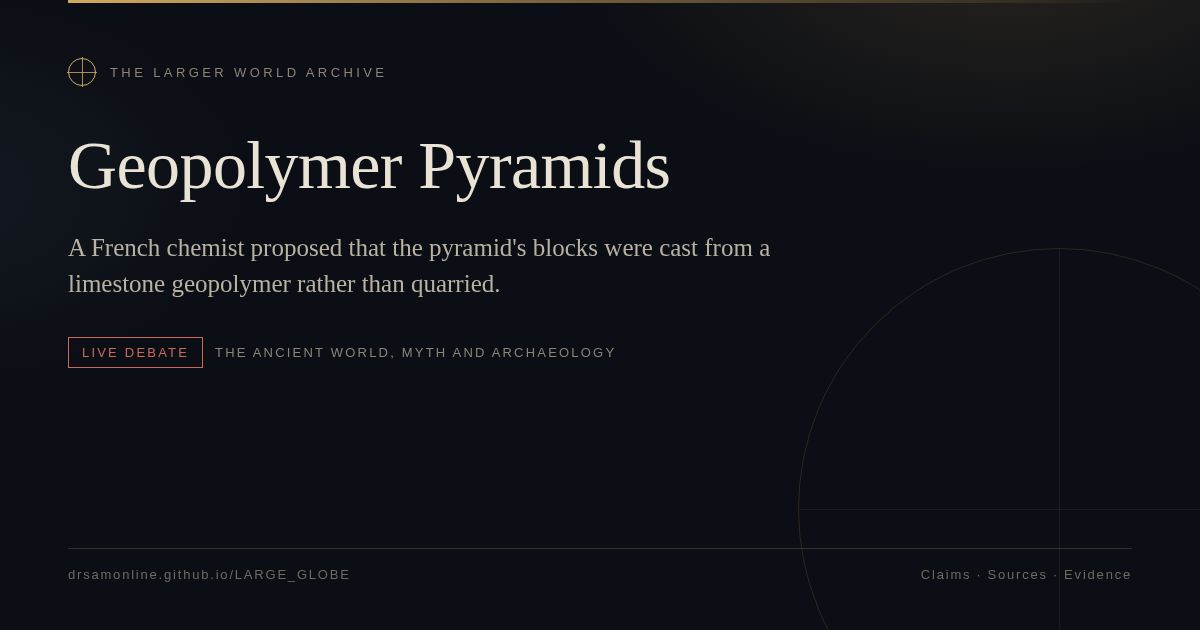 THE LARGER WORLD ARCHIVE
Geopolymer Pyramids
A French chemist proposed that the pyramid's blocks were cast from a
limestone geopolymer rather than quarried.
LIVE DEBATE THE ANCIENT WORLD, MYTH AND ARCHAEOLOGY
drsamonline.github.io/LARGE_GLOBE Claims · Sources · Evidence